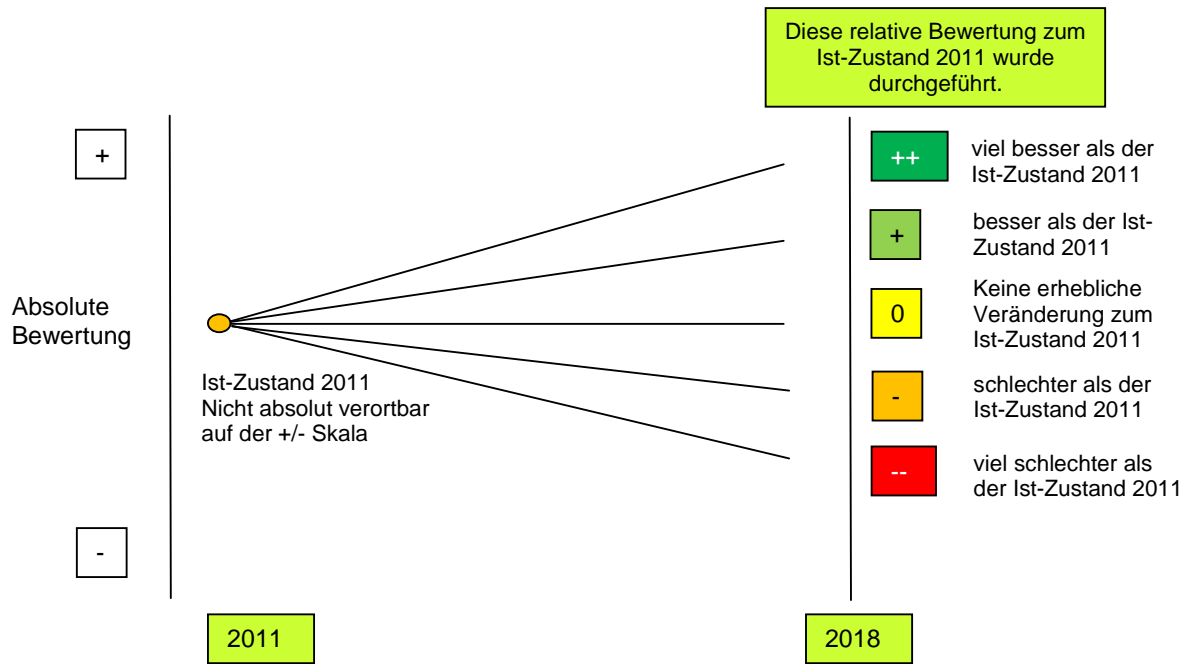 Diese relative Bewertung zum
Ist-Zustand 2011 wurde
durchgeführt.
+
++
viel besser als der
Ist-Zustand 2011
+
besser als der Ist-
Zustand 2011
Absolute
Bewertung
0
Keine erhebliche
Veränderung zum
Ist-Zustand 2011
Ist-Zustand 2011
Nicht absolut verortbar
auf der +/- Skala
-
schlechter als der
Ist-Zustand 2011
--
viel schlechter als
der Ist-Zustand 2011
-
2011
2018